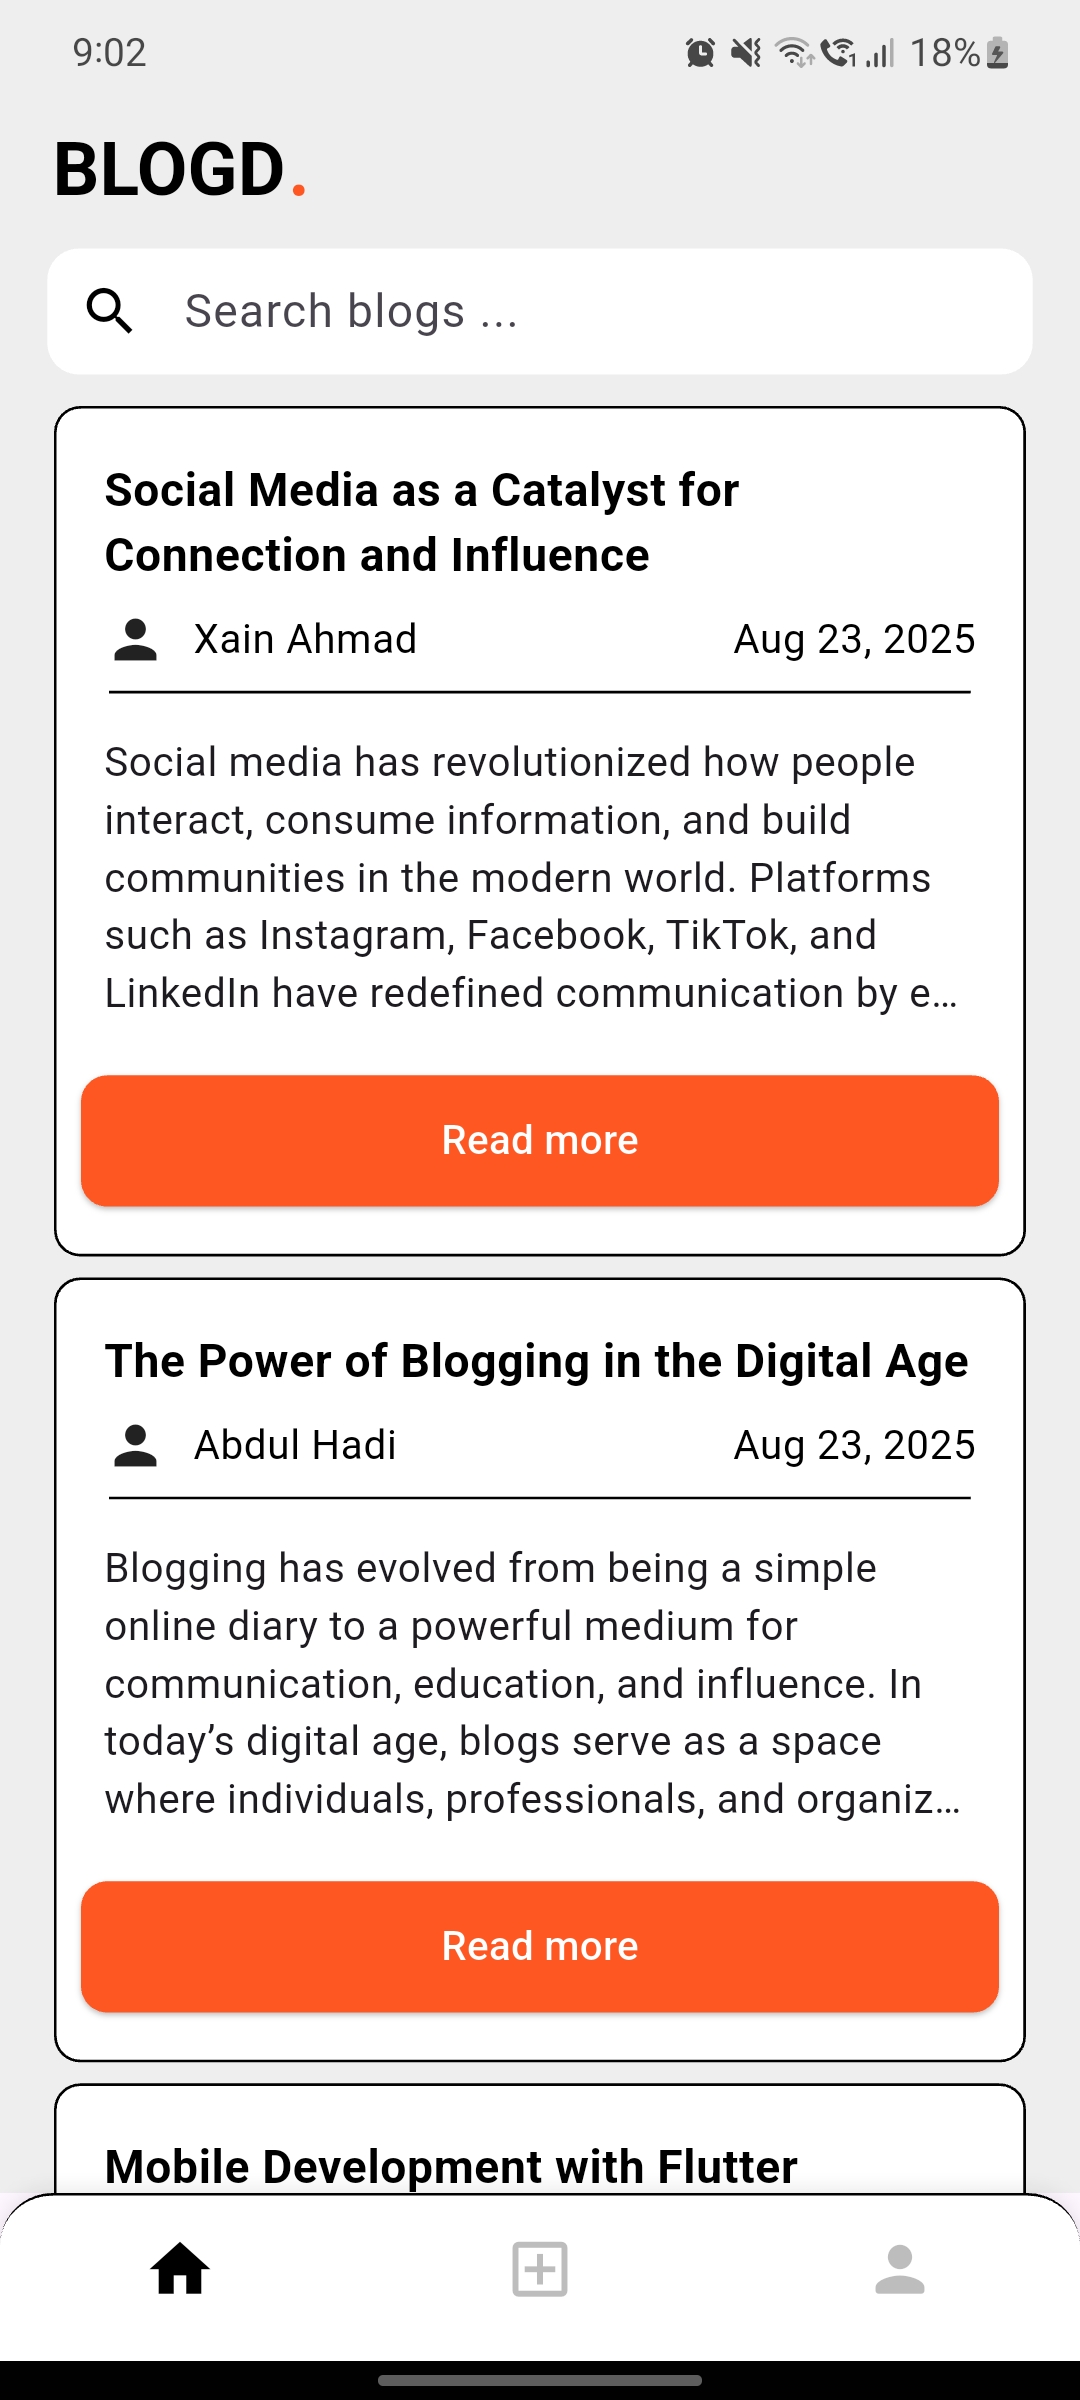 9:02
18%
BLOGD.
Search blogs ...
Social Media as a Catalyst for
Connection and Influence
Xain Ahmad Aug 23, 2025
Social media has revolutionized how people
interact, consume information, and build
communities in the modern world. Platforms
such as Instagram, Facebook, TikTok, and
LinkedIn have redefined communication by e…
Read more
The Power of Blogging in the Digital Age
Abdul Hadi Aug 23, 2025
Blogging has evolved from being a simple
online diary to a powerful medium for
communication, education, and influence. In
today’s digital age, blogs serve as a space
where individuals, professionals, and organiz…
Read more
Mobile Development with Flutter